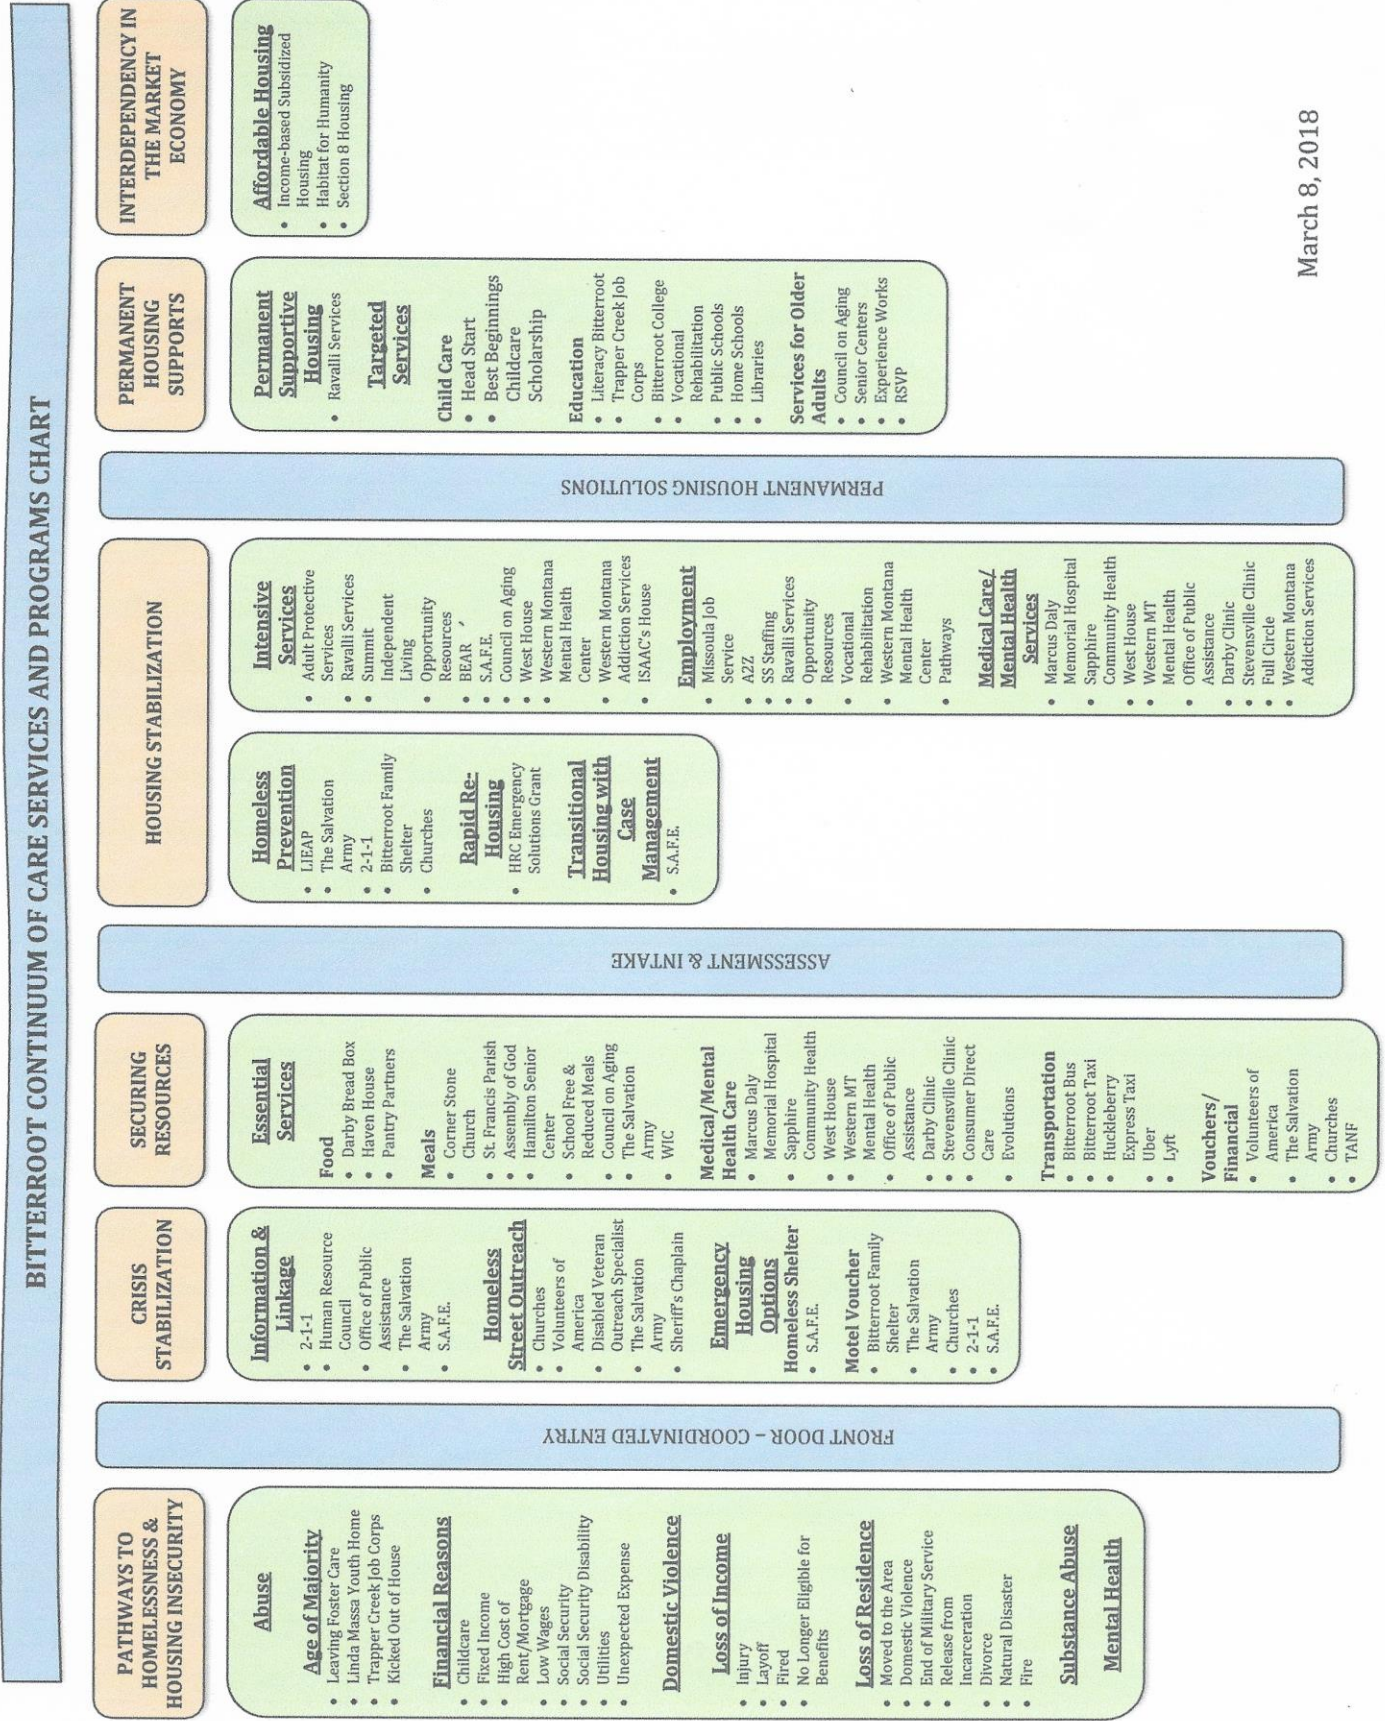 BITTERROOT CONTINUUM OF CARE SERVICES AND PROGRAMS CHART
PATHWAYS TO
HOMELESSNESS &
HOUSING INSECURITY
Abuse
Age of Majority
• Leaving Foster Care
• Linda Massa Youth Home
• Trapper Creek Job Corps
• Kicked Out of House
Financial Reasons
• Childcare
• Fixed Income
• High Cost of
Rent/Mortgage
• Low Wages
• Social Security
• Social Security Disability
• Utilities
• Unexpected Expense
Domestic Violence
Loss of Income
• Injury
• Layoff
• Fired
• No Longer Eligible for
Benefits
Loss of Residence
• Moved to the Area
• Domestic Violence
• End of Military Service
• Release from
Incarceration
• Divorce
• Natural Disaster
• Fire
Substance Abuse
Mental Health
FRONT DOOR – COORDINATED ENTRY
CRISIS
STABILIZATION
Information &
Linkage
• 2-1-1
• Human Resource
Council
• Office of Public
Assistance
• The Salvation
Army
• S.A.F.E.
Homeless
Street Outreach
• Churches
• Volunteers of
America
• Disabled Veteran
Outreach Specialist
• The Salvation
Army
• Sheriff's Chaplain
Emergency
Housing
Options
Homeless Shelter
• S.A.F.E.
Motel Voucher
• Bitterroot Family
Shelter
• The Salvation
Army
• Churches
• 2-1-1
• S.A.F.E.
SECURING
RESOURCES
Essential
Services
Food
• Darby Bread Box
• Haven House
• Pantry Partners
Meals
• Corner Stone
Church
• St. Francis Parish
• Assembly of God
• Hamilton Senior
Center
• School Free &
Reduced Meals
• Council on Aging
• The Salvation
Army
• WIC
Medical/Mental
Health Care
• Marcus Daly
Memorial Hospital
• Sapphire
Community Health
• West House
• Western MT
Mental Health
• Office of Public
Assistance
• Darby Clinic
• Stevensville Clinic
• Consumer Direct
Care
• Evolutions
Transportation
• Bitterroot Bus
• Bitterroot Taxi
• Huckleberry
Express Taxi
• Uber
• Lyft
Vouchers/
Financial
• Volunteers of
America
• The Salvation
Army
• Churches
• TANF
ASSESSMENT & INTAKE
HOUSING STABILIZATION
Homeless
Prevention
• LIEAP
• The Salvation
Army
• 2-1-1
• Bitterroot Family
Shelter
• Churches
Rapid Re-
Housing
• HRC Emergency
Solutions Grant
Transitional
Housing with
Case
Management
• S.A.F.E.
Intensive
Services
• Adult Protective
Services
• Ravalli Services
• Summit
Independent
Living
• Opportunity
Resources
• BEAR
• S.A.F.E.
• Council on Aging
• West House
• Western Montana
Mental Health
Center
• Western Montana
Addiction Services
• ISAAC's House
Employment
• Missoula Job
Service
• A2Z
• SS Staffing
• Ravalli Services
• Opportunity
Resources
• Vocational
Rehabilitation
• Western Montana
Mental Health
Center
• Pathways
Medical Care/
Mental Health
Services
• Marcus Daly
Memorial Hospital
• Sapphire
Community Health
• West House
• Western MT
Mental Health
• Office of Public
Assistance
• Darby Clinic
• Stevensville Clinic
• Full Circle
• Western Montana
Addiction Services
PERMANENT HOUSING SOLUTIONS
PERMANENT
HOUSING
SUPPORTS
Permanent
Supportive
Housing
• Ravalli Services
Targeted
Services
Child Care
• Head Start
• Best Beginnings
Childcare
Scholarship
Education
• Literacy Bitterroot
• Trapper Creek Job
Corps
• Bitterroot College
• Vocational
Rehabilitation
• Public Schools
• Home Schools
• Libraries
Services for Older
Adults
• Council on Aging
• Senior Centers
• Experience Works
• RSVP
INTERDEPENDENCY IN
THE MARKET
ECONOMY
Affordable Housing
• Income-based Subsidized
Housing
• Habitat for Humanity
• Section 8 Housing
March 8, 2018